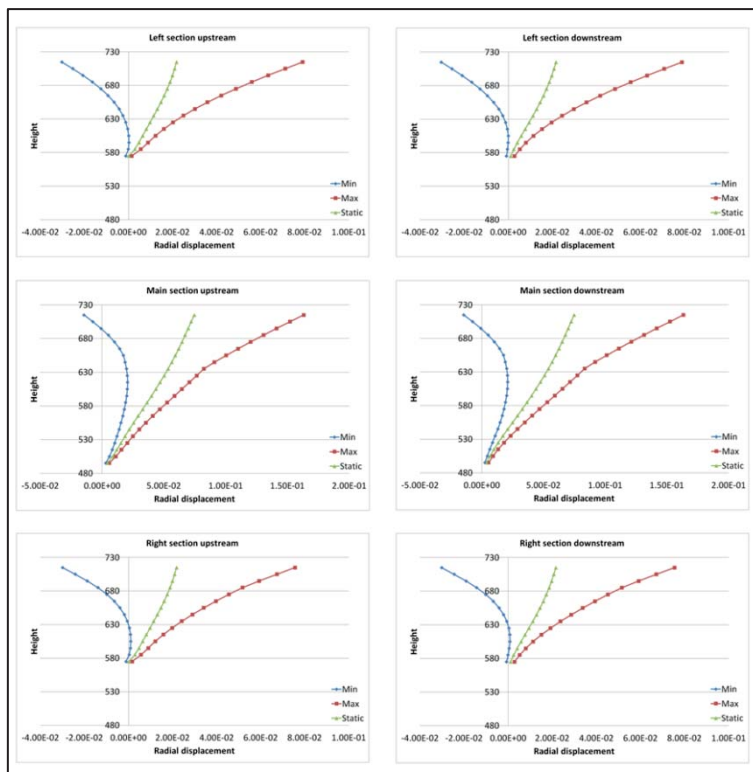 Left section upstream
730
680
630
580
530
480
Height
Min
Max
Static
-4.00E-02 -2.00E-02 0.00E+00 2.00E-02 4.00E-02 6.00E-02 8.00E-02 1.00E-01
Radial displacement
Left section downstream
730
680
630
580
530
480
Height
Min
Max
Static
-4.00E-02 -2.00E-02 0.00E+00 2.00E-02 4.00E-02 6.00E-02 8.00E-02 1.00E-01
Radial displacement
Main section upstream
730
680
630
580
530
480
Height
Min
Max
Static
-5.00E-02 0.00E+00 5.00E-02 1.00E-01 1.50E-01 2.00E-01
Radial displacement
Main section downstream
730
680
630
580
530
480
Height
Min
Max
Static
-5.00E-02 0.00E+00 5.00E-02 1.00E-01 1.50E-01 2.00E-01
Radial displacement
Right section upstream
730
680
630
580
530
480
Height
Min
Max
Static
-4.00E-02 -2.00E-02 0.00E+00 2.00E-02 4.00E-02 6.00E-02 8.00E-02 1.00E-01
Radial displacement
Right section downstream
730
680
630
580
530
480
Height
Min
Max
Static
-4.00E-02 -2.00E-02 0.00E+00 2.00E-02 4.00E-02 6.00E-02 8.00E-02 1.00E-01
Radial displacement